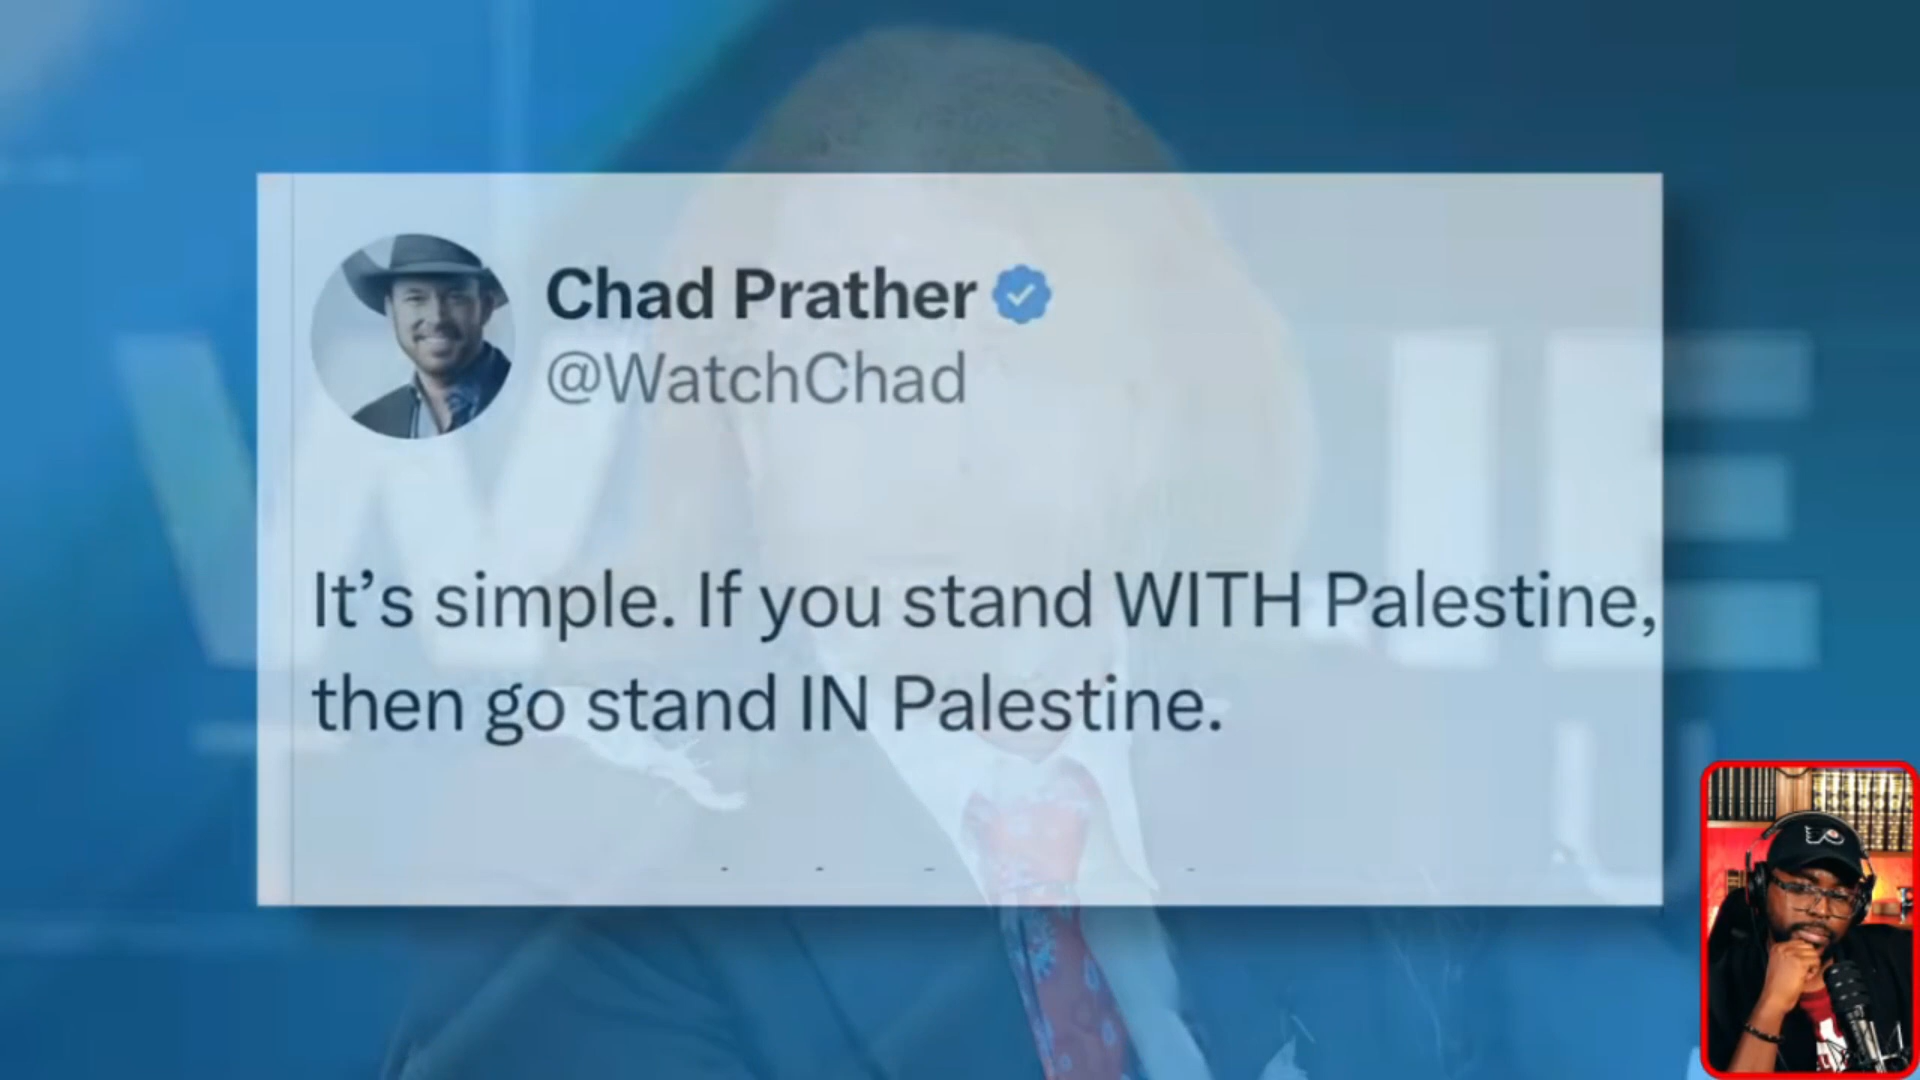 Chad Prather
@WatchChad
It’s simple. If you stand WITH Palestine,
then go stand IN Palestine.